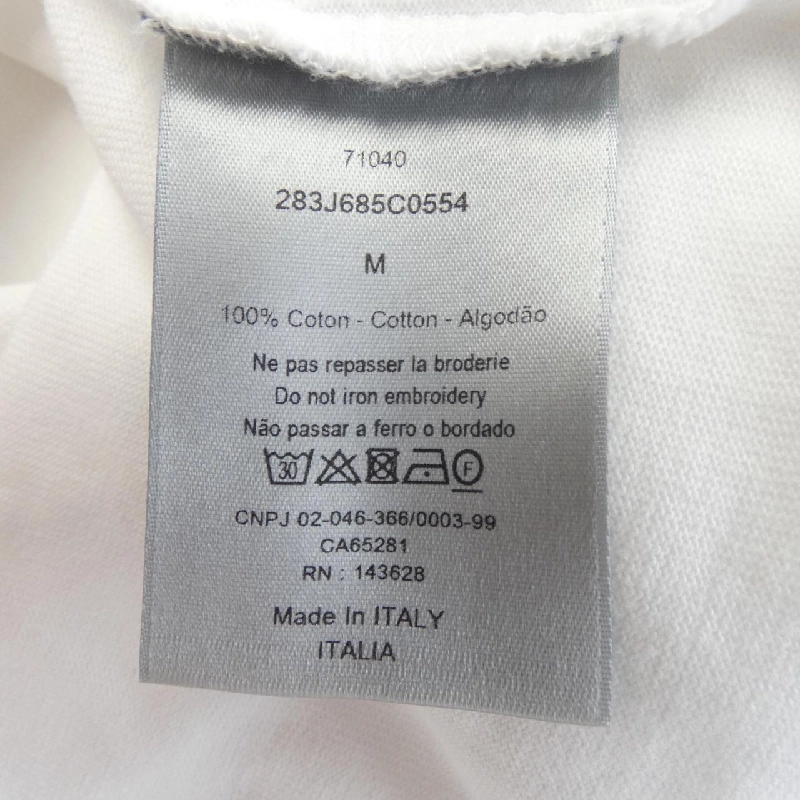 71040
283J685C0554
M
100% Coton - Cotton - Algodão
Ne pas repasser la broderie
Do not iron embroidery
Não passar a ferro o bordado
30 F
CNPJ 02-046-366/0003-99
CA65281
RN : 143628
Made In ITALY
ITALIA